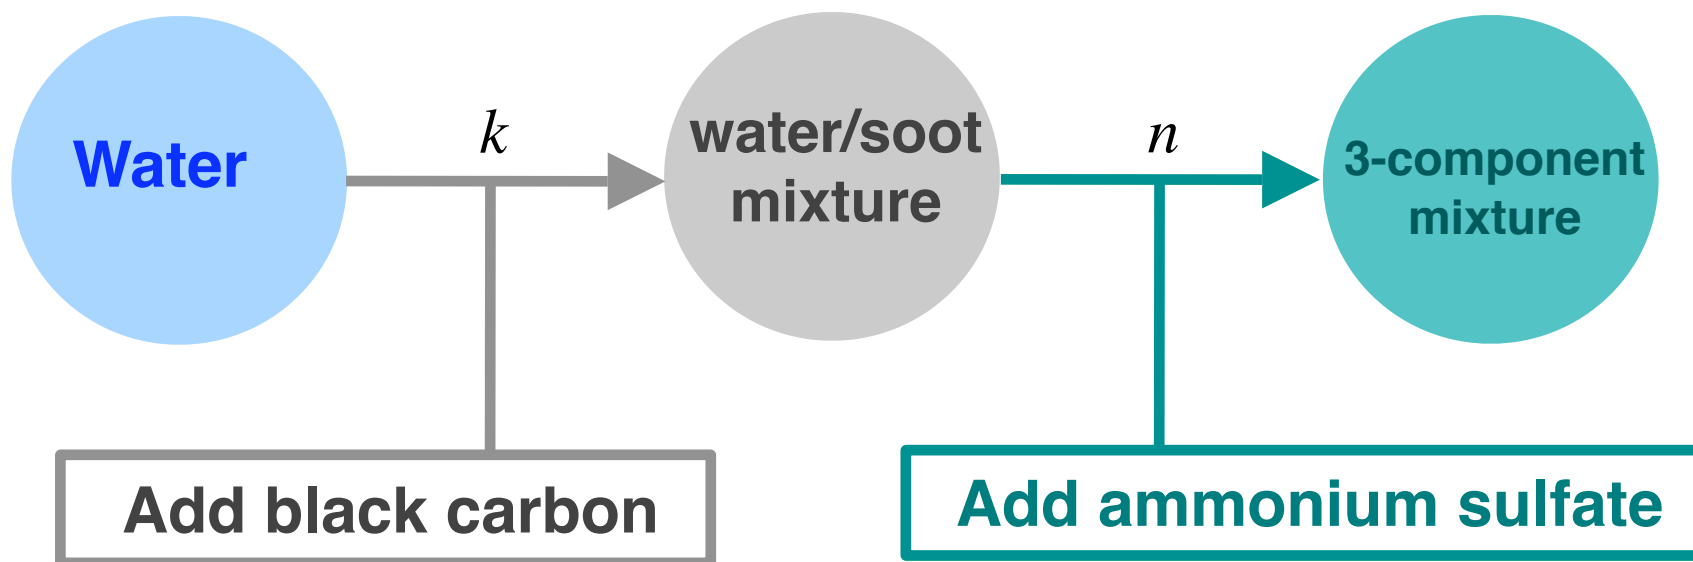 Water
k
water/soot
mixture
n
3-component
mixture
Add black carbon
Add ammonium sulfate